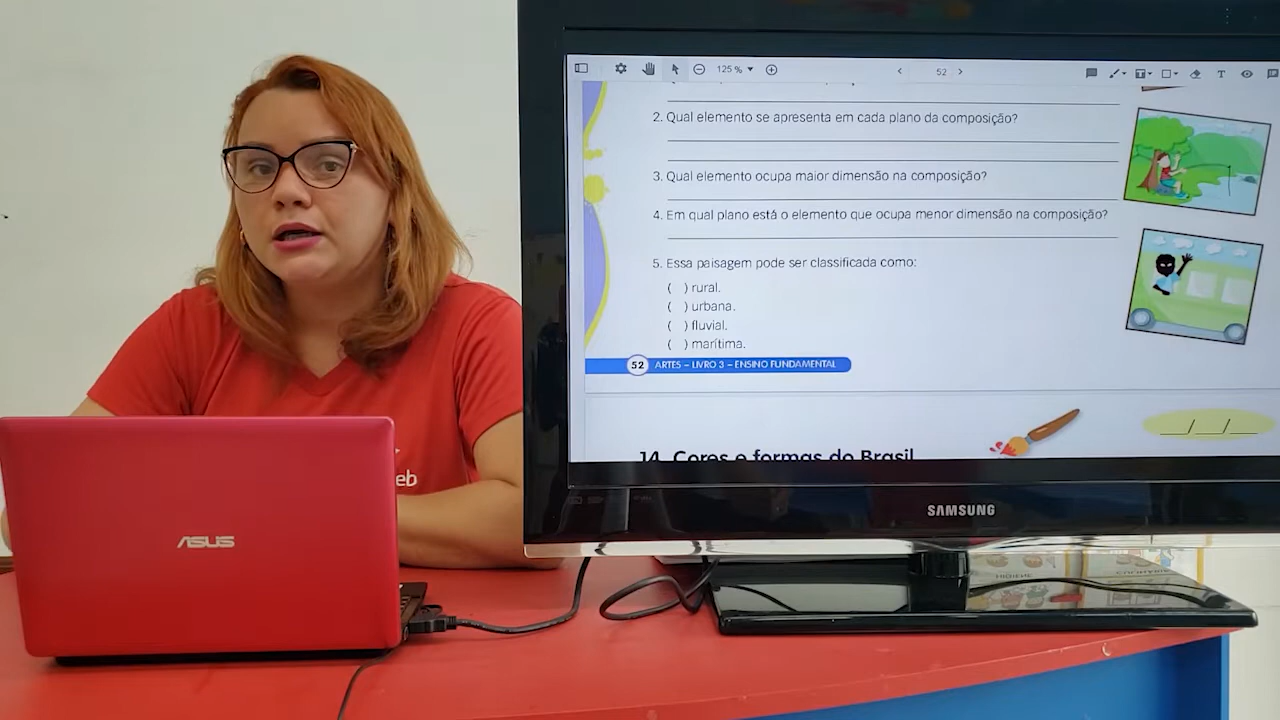 125 %
52
2. Qual elemento se apresenta em cada plano da composição?
3. Qual elemento ocupa maior dimensão na composição?
4. Em qual plano está o elemento que ocupa menor dimensão na composição?
5. Essa paisagem pode ser classificada como:
( ) rural.
( ) urbana.
( ) fluvial.
( ) marítima.
52 ARTES – LIVRO 3 – ENSINO FUNDAMENTAL
14. Cores e formas do Brasil
SAMSUNG
ASUS
eb